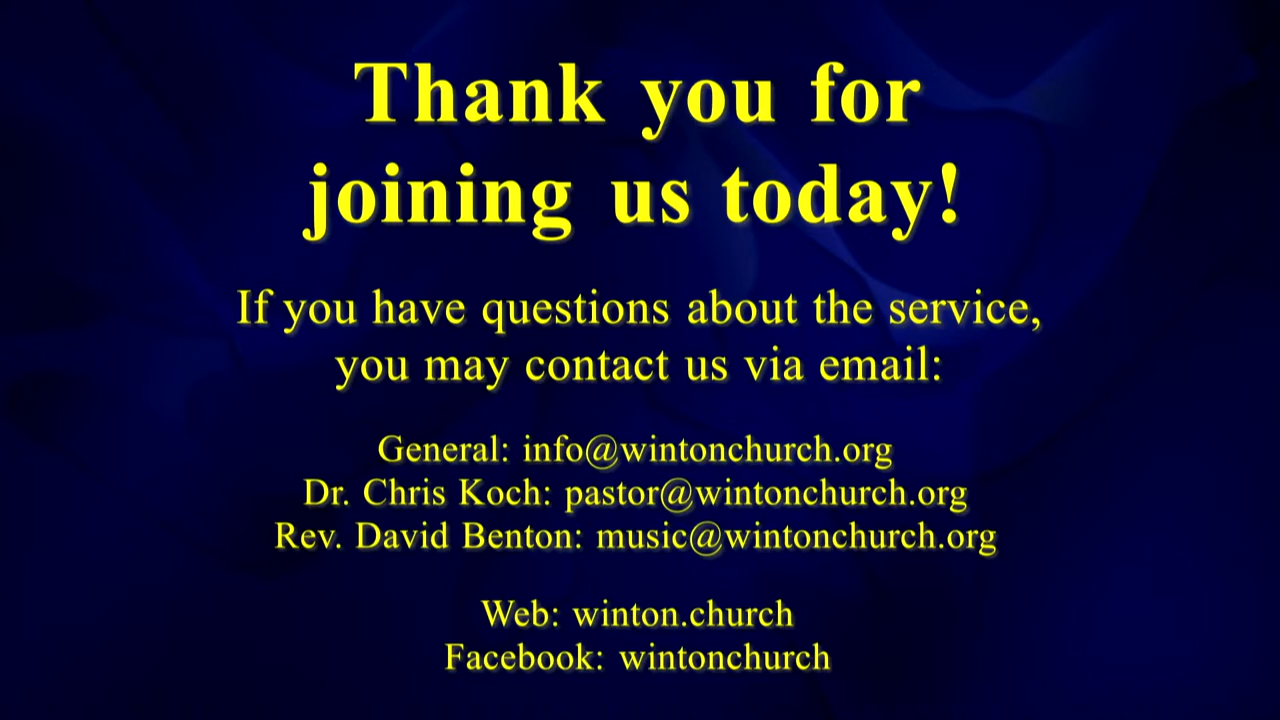 Thank you for
joining us today!
If you have questions about the service,
you may contact us via email:
General: info@wintonchurch.org
Dr. Chris Koch: pastor@wintonchurch.org
Rev. David Benton: music@wintonchurch.org
Web: winton.church
Facebook: wintonchurch